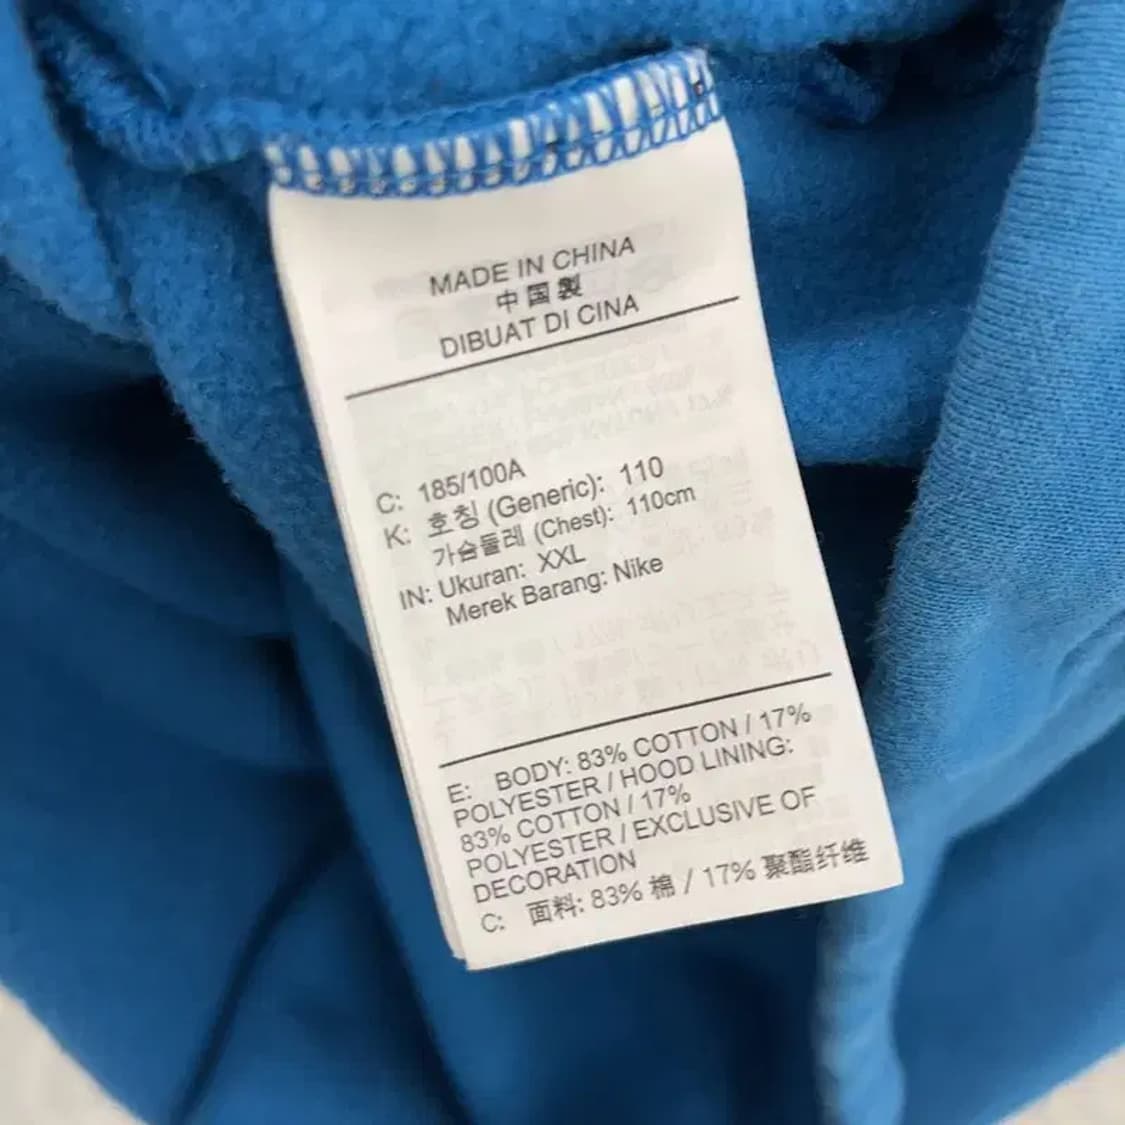 MADE IN CHINA
中国製
DIBUAT DI CINA
C: 185/100A
K: 호칭 (Generic): 110
가슴둘레 (Chest): 110cm
IN: Ukuran: XXL
Merek Barang: Nike
E: BODY: 83% COTTON / 17%
POLYESTER / HOOD LINING:
83% COTTON / 17%
POLYESTER / EXCLUSIVE OF
DECORATION
C: 面料: 83% 棉 / 17% 聚酯纤维